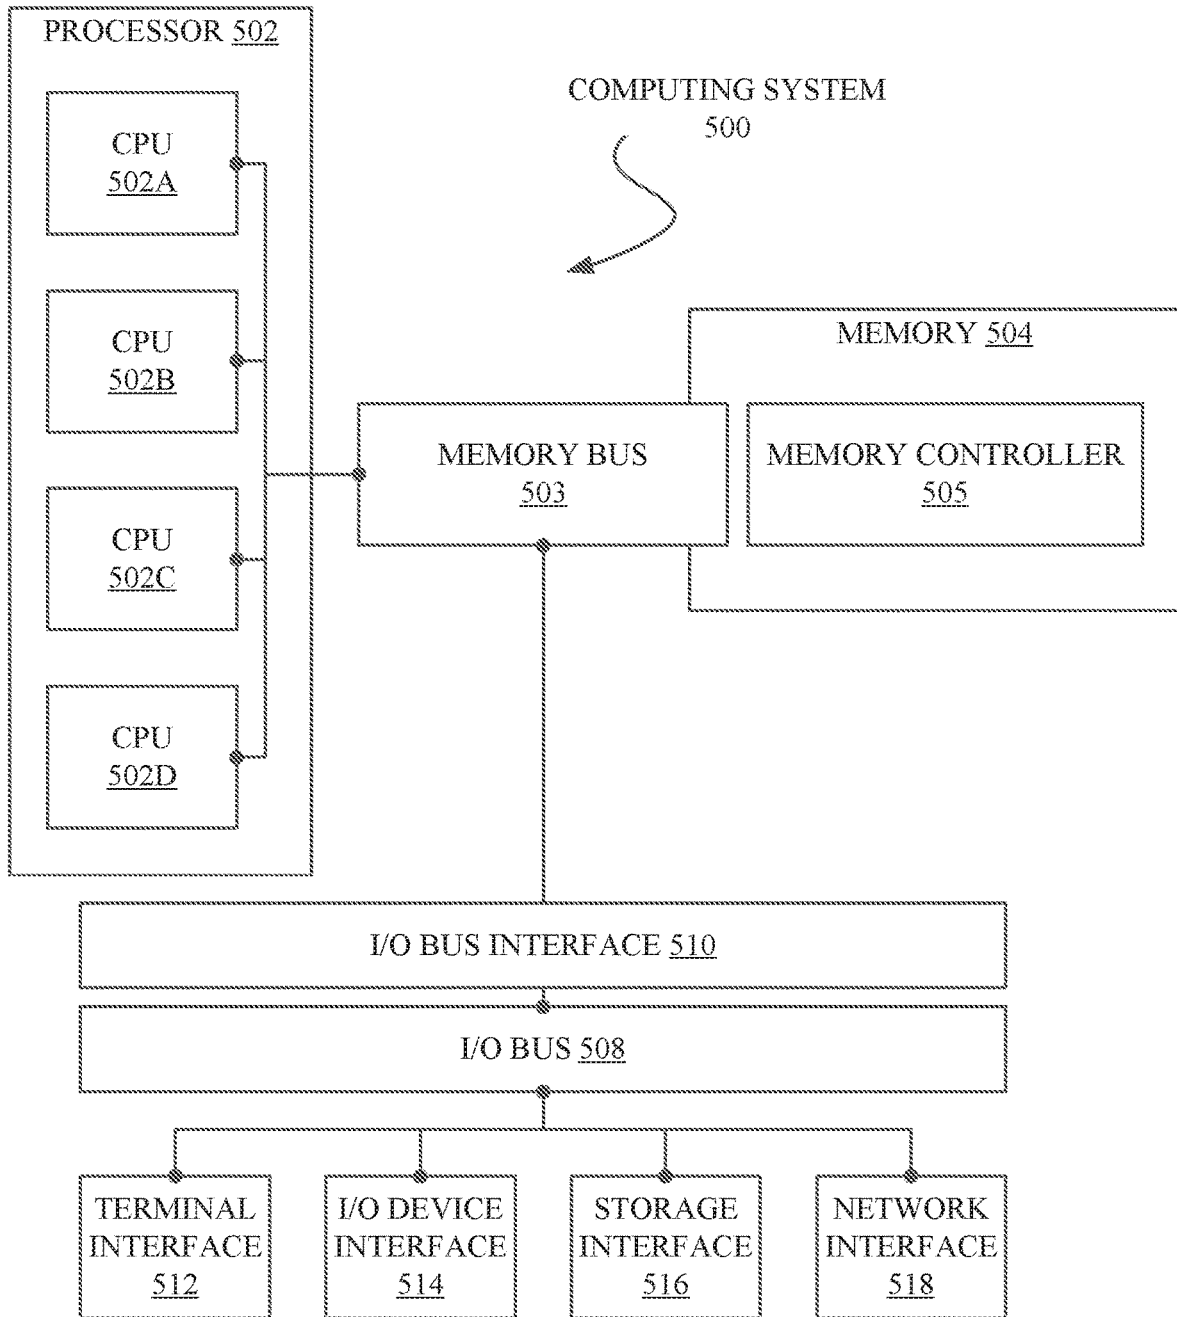 PROCESSOR 502
CPU
502A
CPU
502B
CPU
502C
CPU
502D
COMPUTING SYSTEM
500
MEMORY 504
MEMORY BUS
503
MEMORY CONTROLLER
505
I/O BUS INTERFACE 510
I/O BUS 508
TERMINAL
INTERFACE
512
I/O DEVICE
INTERFACE
514
STORAGE
INTERFACE
516
NETWORK
INTERFACE
518